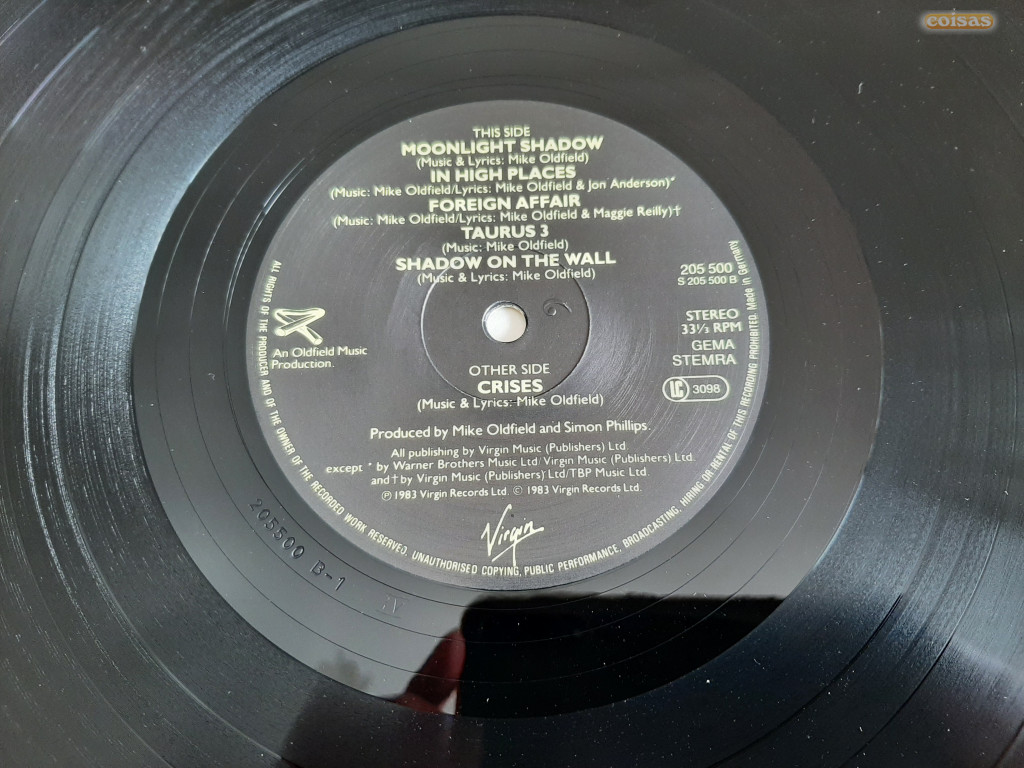 coisas
THIS SIDE
MOONLIGHT SHADOW
(Music & Lyrics: Mike Oldfield)
IN HIGH PLACES
(Music: Mike Oldfield/Lyrics: Mike Oldfield & Jon Anderson)*
FOREIGN AFFAIR
(Music: Mike Oldfield/Lyrics: Mike Oldfield & Maggie Reilly)†
TAURUS 3
(Music: Mike Oldfield)
SHADOW ON THE WALL
(Music & Lyrics: Mike Oldfield)
205 500
S 205 500 B
STEREO
33⅓ RPM
GEMA
STEMRA
LC 3098
An Oldfield Music
Production.
OTHER SIDE
CRISES
(Music & Lyrics: Mike Oldfield)
Produced by Mike Oldfield and Simon Phillips.
All publishing by Virgin Music (Publishers) Ltd
except * by Warner Brothers Music Ltd/ Virgin Music (Publishers) Ltd.
and † by Virgin Music (Publishers) Ltd/TBP Music Ltd.
℗ 1983 Virgin Records Ltd. © 1983 Virgin Records Ltd.
Virgin
ALL RIGHTS OF THE PRODUCER AND OF THE OWNER OF THE RECORDED WORK RESERVED. UNAUTHORISED COPYING, PUBLIC PERFORMANCE, BROADCASTING, HIRING OR RENTAL OF THIS RECORDING PROHIBITED. Made in Germany
205500 B-1